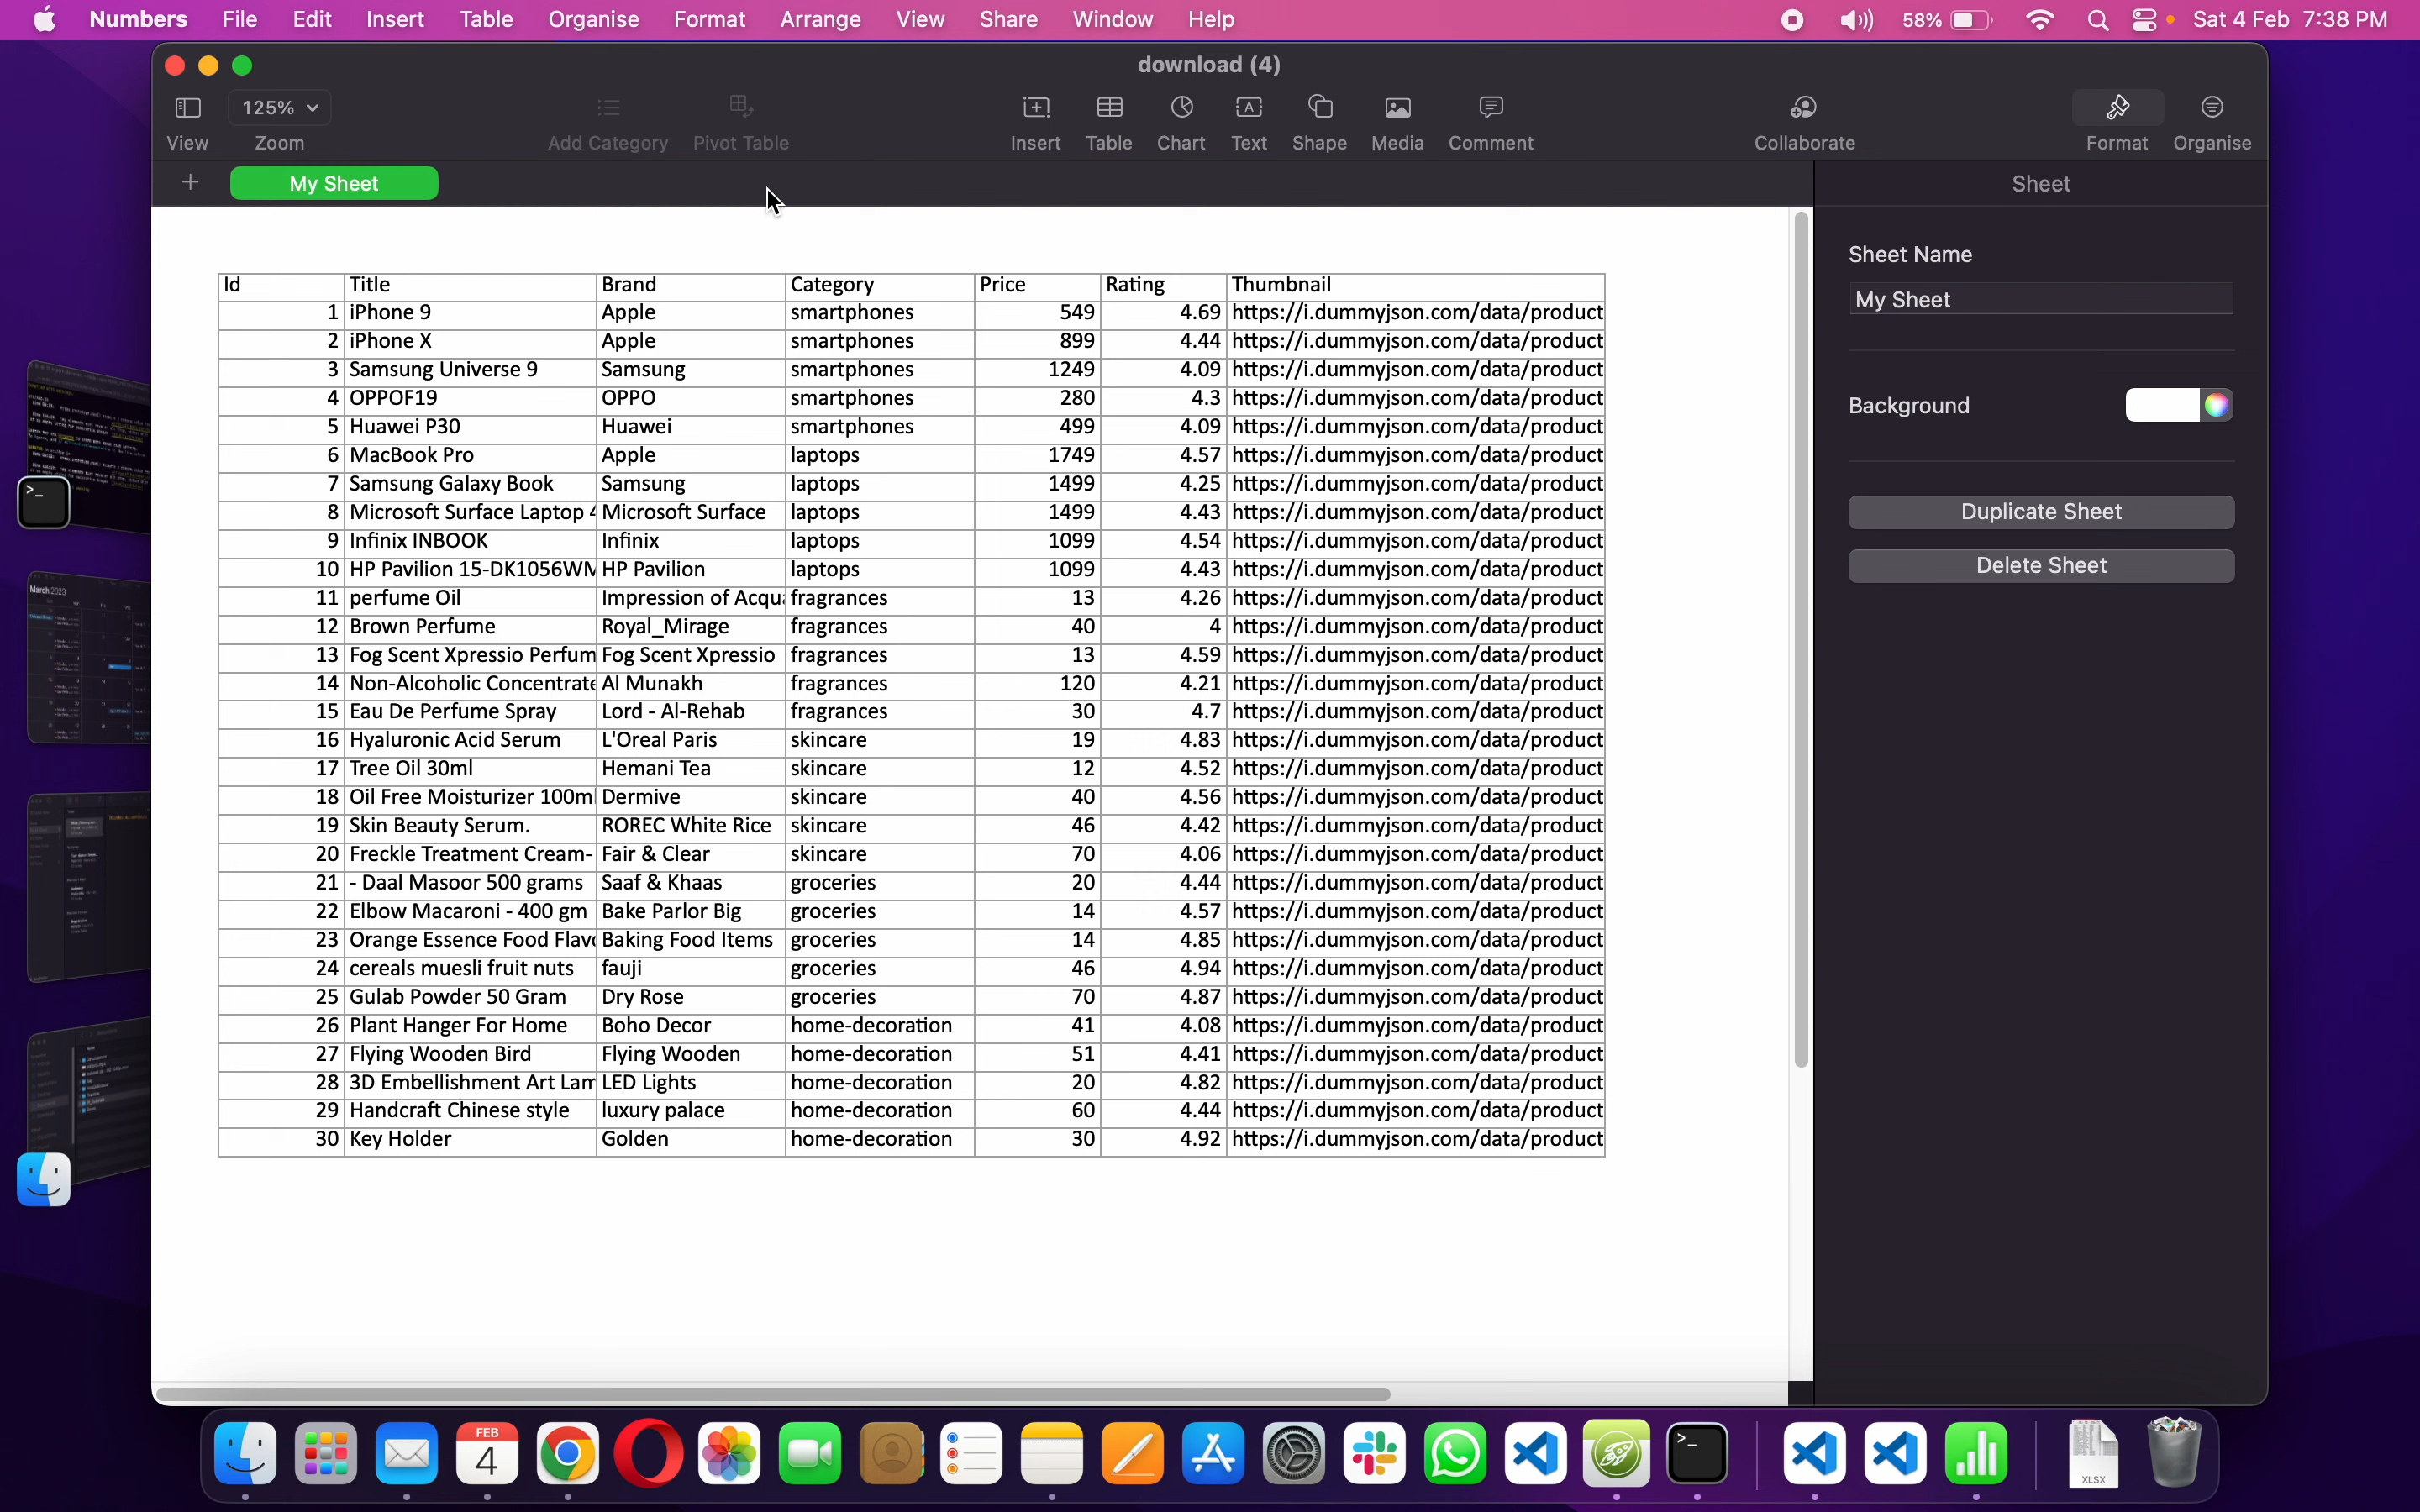 Numbers File Edit Insert Table Organise Format Arrange View Share Window Help 58% Sat 4 Feb 7:38 PM
download (4)
125%
View Zoom Add Category Pivot Table Insert Table Chart Text Shape Media Comment Collaborate Format Organise
My Sheet Sheet
Sheet Name
My Sheet
Background
Duplicate Sheet
Delete Sheet
Id Title Brand Category Price Rating Thumbnail
1 iPhone 9 Apple smartphones 549 4.69 https://i.dummyjson.com/data/product
2 iPhone X Apple smartphones 899 4.44 https://i.dummyjson.com/data/product
3 Samsung Universe 9 Samsung smartphones 1249 4.09 https://i.dummyjson.com/data/product
4 OPPOF19 OPPO smartphones 280 4.3 https://i.dummyjson.com/data/product
5 Huawei P30 Huawei smartphones 499 4.09 https://i.dummyjson.com/data/product
6 MacBook Pro Apple laptops 1749 4.57 https://i.dummyjson.com/data/product
7 Samsung Galaxy Book Samsung laptops 1499 4.25 https://i.dummyjson.com/data/product
8 Microsoft Surface Laptop 4 Microsoft Surface laptops 1499 4.43 https://i.dummyjson.com/data/product
9 Infinix INBOOK Infinix laptops 1099 4.54 https://i.dummyjson.com/data/product
10 HP Pavilion 15-DK1056WM HP Pavilion laptops 1099 4.43 https://i.dummyjson.com/data/product
11 perfume Oil Impression of Acqua fragrances 13 4.26 https://i.dummyjson.com/data/product
12 Brown Perfume Royal_Mirage fragrances 40 4 https://i.dummyjson.com/data/product
13 Fog Scent Xpressio Perfum Fog Scent Xpressio fragrances 13 4.59 https://i.dummyjson.com/data/product
14 Non-Alcoholic Concentrate Al Munakh fragrances 120 4.21 https://i.dummyjson.com/data/product
15 Eau De Perfume Spray Lord - Al-Rehab fragrances 30 4.7 https://i.dummyjson.com/data/product
16 Hyaluronic Acid Serum L'Oreal Paris skincare 19 4.83 https://i.dummyjson.com/data/product
17 Tree Oil 30ml Hemani Tea skincare 12 4.52 https://i.dummyjson.com/data/product
18 Oil Free Moisturizer 100ml Dermive skincare 40 4.56 https://i.dummyjson.com/data/product
19 Skin Beauty Serum. ROREC White Rice skincare 46 4.42 https://i.dummyjson.com/data/product
20 Freckle Treatment Cream- Fair & Clear skincare 70 4.06 https://i.dummyjson.com/data/product
21 - Daal Masoor 500 grams Saaf & Khaas groceries 20 4.44 https://i.dummyjson.com/data/product
22 Elbow Macaroni - 400 gm Bake Parlor Big groceries 14 4.57 https://i.dummyjson.com/data/product
23 Orange Essence Food Flavo Baking Food Items groceries 14 4.85 https://i.dummyjson.com/data/product
24 cereals muesli fruit nuts fauji groceries 46 4.94 https://i.dummyjson.com/data/product
25 Gulab Powder 50 Gram Dry Rose groceries 70 4.87 https://i.dummyjson.com/data/product
26 Plant Hanger For Home Boho Decor home-decoration 41 4.08 https://i.dummyjson.com/data/product
27 Flying Wooden Bird Flying Wooden home-decoration 51 4.41 https://i.dummyjson.com/data/product
28 3D Embellishment Art Lam LED Lights home-decoration 20 4.82 https://i.dummyjson.com/data/product
29 Handcraft Chinese style luxury palace home-decoration 60 4.44 https://i.dummyjson.com/data/product
30 Key Holder Golden home-decoration 30 4.92 https://i.dummyjson.com/data/product
March 2023
FEB
4
XLSX